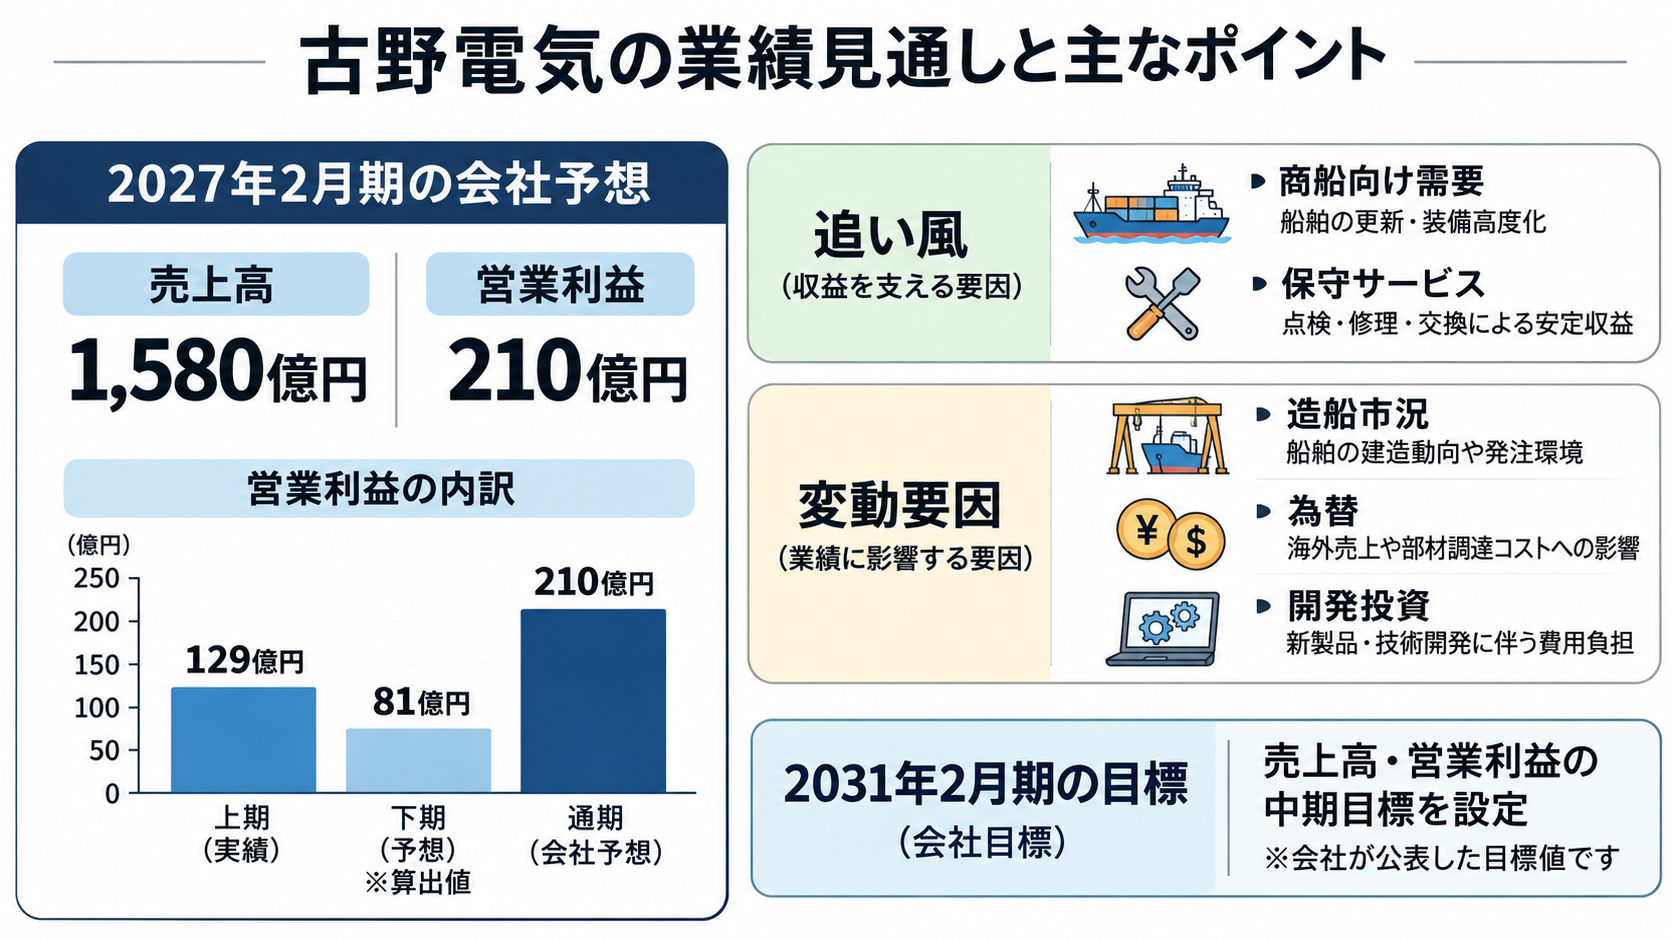 古野電気の業績見通しと主なポイント
2027年2月期の会社予想
売上高
1,580億円
営業利益
210億円
営業利益の内訳
(億円)
250
200
150
100
50
0
129億円
81億円
210億円
上期
(実績)
下期
(予想)
※算出値
通期
(会社予想)
追い風
(収益を支える要因)
商船向け需要
船舶の更新・装備高度化
保守サービス
点検・修理・交換による安定収益
変動要因
(業績に影響する要因)
造船市況
船舶の建造動向や発注環境
為替
海外売上や部材調達コストへの影響
¥
$
開発投資
新製品・技術開発に伴う費用負担
2031年2月期の目標
(会社目標)
売上高・営業利益の
中期目標を設定
※会社が公表した目標値です